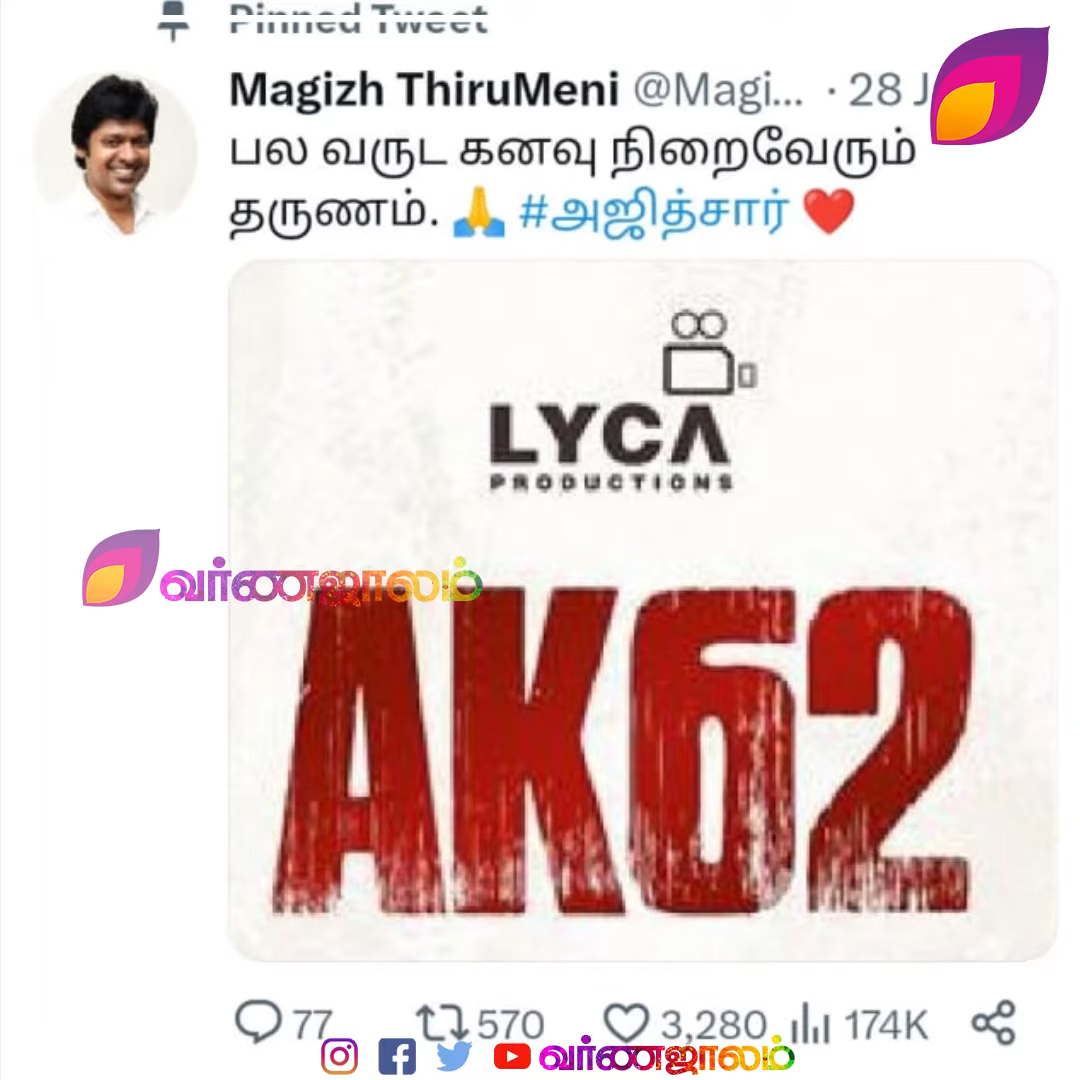 Pinned Tweet
Magizh ThiruMeni @Magi... · 28 J
பல வருட கனவு நிறைவேரும்
தருணம். 🙏 #அஜித்சார் ❤️
LYCA
PRODUCTIONS
வர்ணஜாலம்
AK62
77 570 3,280 174K
வர்ணஜாலம்